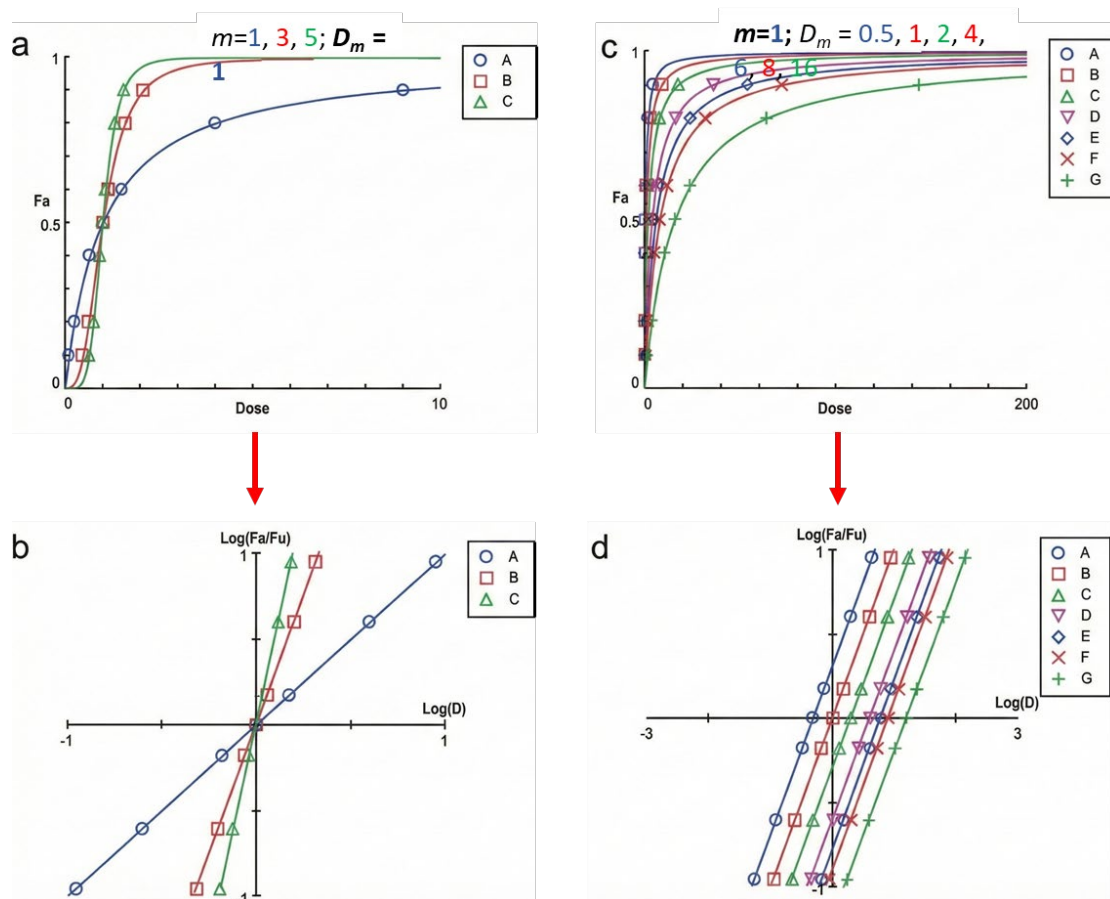 a
m=1, 3, 5; Dm =
1
1.0
Fa
0.5
0
0
Dose
10
A
B
C
c
m=1; Dm = 0.5, 1, 2, 4,
6, 8, 16
1.0
Fa
0.5
0
0
Dose
200
A
B
C
D
E
F
G
b
Log(Fa/Fu)
1
Log(D)
-1
1
-1
A
B
C
d
Log(Fa/Fu)
1
Log(D)
-3
3
-1
A
B
C
D
E
F
G